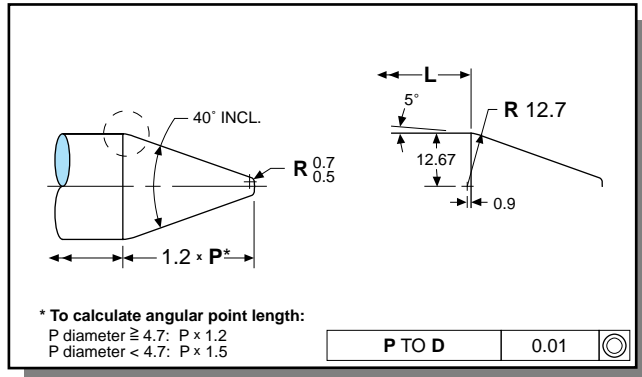 L
5°
R 12.7
40° INCL.
12.67
R 0.7
0.5
0.9
1.2 x P*
* To calculate angular point length:
P diameter ≧ 4.7: P x 1.2
P diameter < 4.7: P x 1.5
P TO D 0.01 ◎